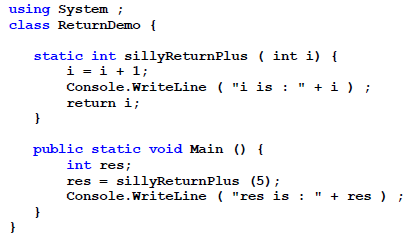 using System ;
class ReturnDemo {
static int sillyReturnPlus ( int i) {
i = i + 1;
Console.WriteLine ( "i is : " + i ) ;
return i;
}
public static void Main () {
int res;
res = sillyReturnPlus (5);
Console.WriteLine ( "res is : " + res ) ;
}
}